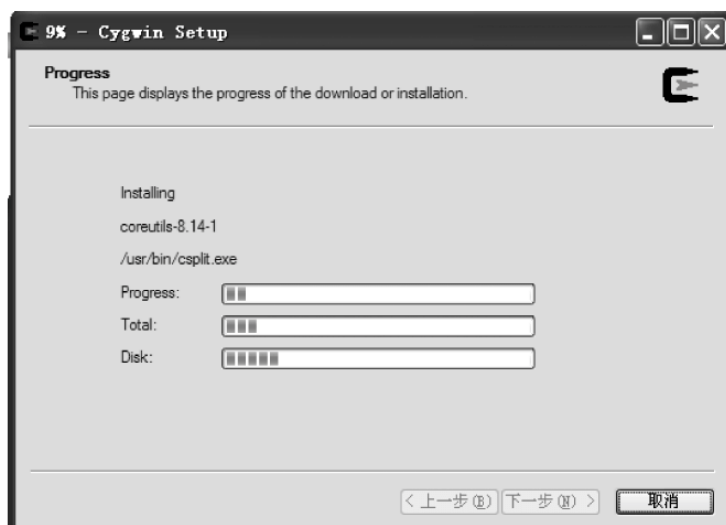 9% - Cygwin Setup
Progress
This page displays the progress of the download or installation.
Installing
coreutils-8.14-1
/usr/bin/csplit.exe
Progress:
Total:
Disk:
< 上一步(B) 下一步(N) > 取消